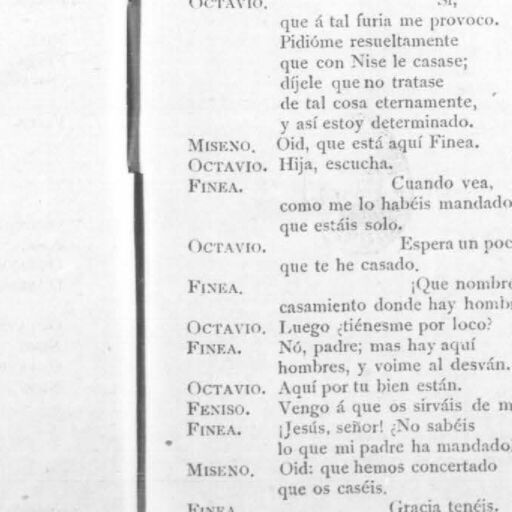 OCTAVIO. Sí,
que á tal furia me provoco.
Pidióme resueltamente
que con Nise le casase;
díjele que no tratase
de tal cosa eternamente,
y así estoy determinado.
MISENO. Oid, que está aquí Finea.
OCTAVIO. Hija, escucha.
FINEA. Cuando vea,
como me lo habéis mandado
que estáis solo.
OCTAVIO. Espera un poc
que te he casado.
FINEA. ¡Que nombre
casamiento donde hay hombr
OCTAVIO. Luego ¿tiénesme por loco?
FINEA. Nó, padre; mas hay aquí
hombres, y voime al desván.
OCTAVIO. Aquí por tu bien están.
FENISO. Vengo á que os sirváis de m
FINEA. ¡Jesús, señor! ¿No sabéis
lo que mi padre ha mandado?
MISENO. Oid: que hemos concertado
que os caséis.
FINEA. Gracia tenéis.